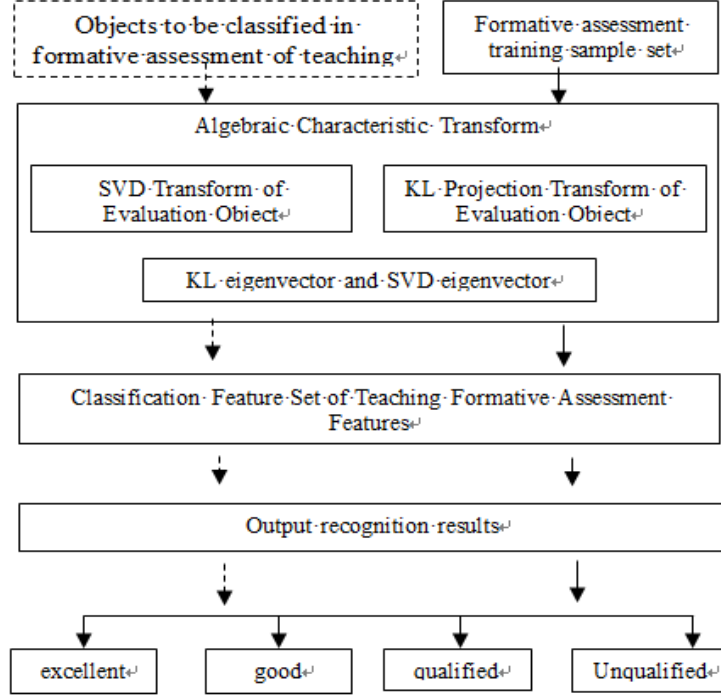 Objects to be classified in
formative assessment of teaching
Formative assessment
training sample set
Algebraic Characteristic Transform
SVD Transform of
Evaluation Obiect
KL Projection Transform of
Evaluation Obiect
KL eigenvector and SVD eigenvector
Classification Feature Set of Teaching Formative Assessment
Features
Output recognition results
excellent
good
qualified
Unqualified